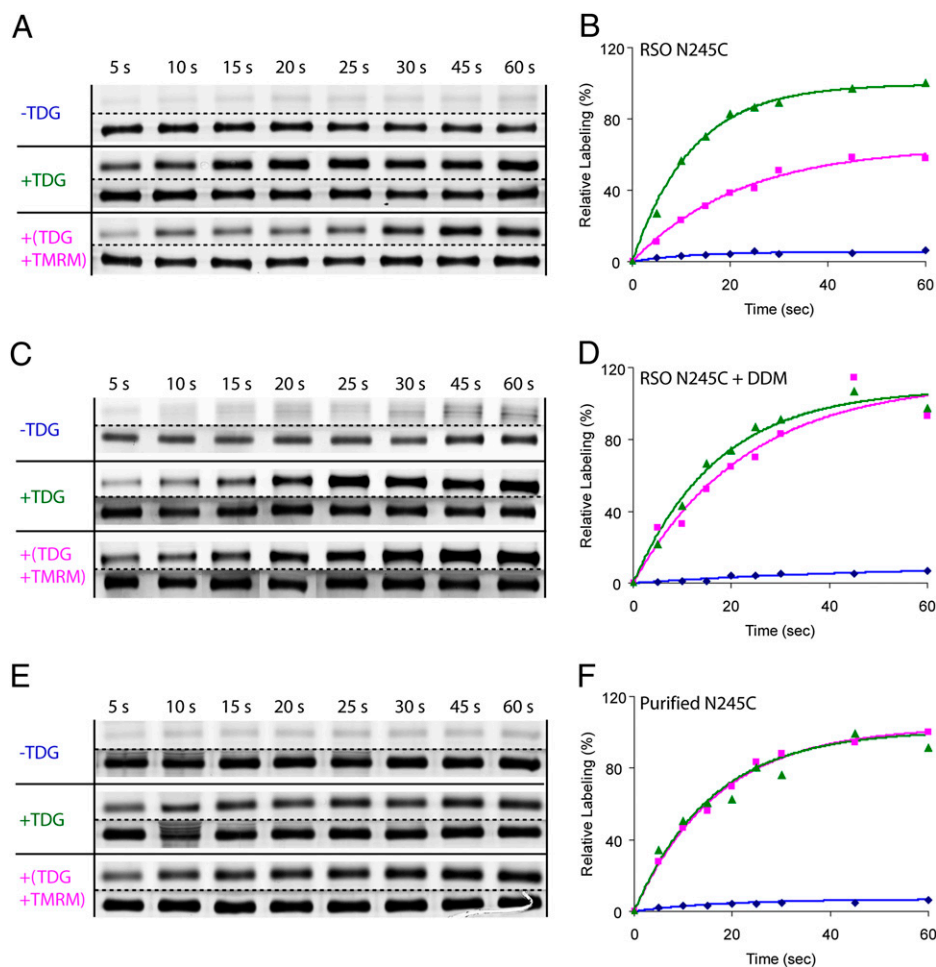 A
5 s 10 s 15 s 20 s 25 s 30 s 45 s 60 s
-TDG
+TDG
+(TDG
+TMRM)
B
RSO N245C
120
80
40
0
Relative Labeling (%)
0 20 40 60
Time (sec)
C
5 s 10 s 15 s 20 s 25 s 30 s 45 s 60 s
-TDG
+TDG
+(TDG
+TMRM)
D
RSO N245C + DDM
120
80
40
0
Relative Labeling (%)
0 20 40 60
Time (sec)
E
5 s 10 s 15 s 20 s 25 s 30 s 45 s 60 s
-TDG
+TDG
+(TDG
+TMRM)
F
Purified N245C
120
80
40
0
Relative Labeling (%)
0 20 40 60
Time (sec)